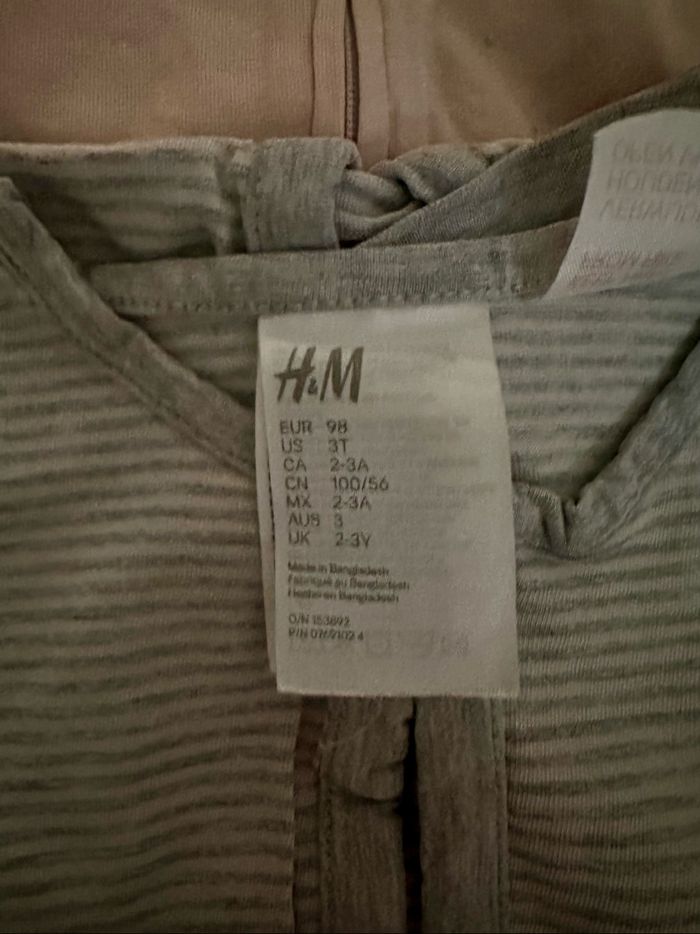 H&M
EUR 98
US 3T
CA 2-3A
CN 100/56
MX 2-3A
AUS 3
UK 2-3Y
Made in Bangladesh
Fabriqué au Bangladesh
Hecho en Bangladesh
O/N 153892